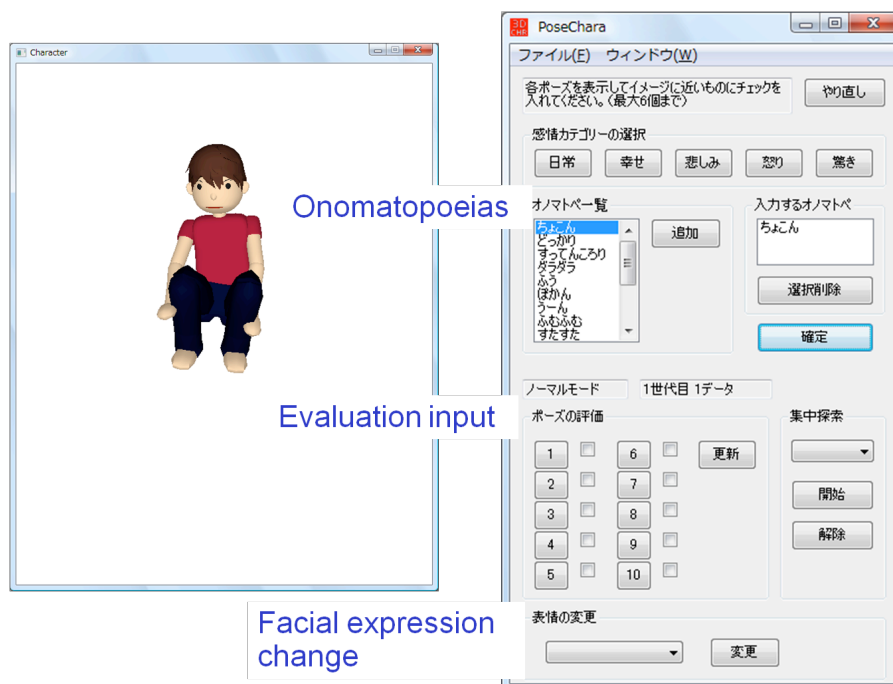 Character
3D
CHR
PoseChara
ファイル(F) ウィンドウ(W)
各ポーズを表示してイメージに近いものにチェックを
入れてください。(最大6個まで)
やり直し
感情カテゴリーの選択
日常 幸せ 悲しみ 怒り 驚き
Onomatopoeias
オノマトペ一覧
ちょこん
どっかり
すってんころり
ダラダラ
ふう
ぽかん
うーん
ふむふむ
すたすた
追加
入力するオノマトペ
ちょこん
選択削除
確定
ノーマルモード 1世代目 1データ
Evaluation input
ポーズの評価
1 6 更新
2 7
3 8
4 9
5 10
集中探索
開始
解除
Facial expression
change
表情の変更
変更